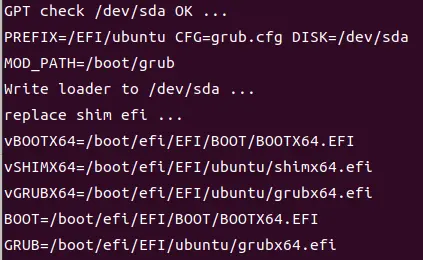 GPT check /dev/sda OK ...
PREFIX=/EFI/ubuntu CFG=grub.cfg DISK=/dev/sda
MOD_PATH=/boot/grub
Write loader to /dev/sda ...
replace shim efi ...
vBOOTX64=/boot/efi/EFI/BOOT/BOOTX64.EFI
vSHIMX64=/boot/efi/EFI/ubuntu/shimx64.efi
vGRUBX64=/boot/efi/EFI/ubuntu/grubx64.efi
BOOT=/boot/efi/EFI/BOOT/BOOTX64.EFI
GRUB=/boot/efi/EFI/ubuntu/grubx64.efi